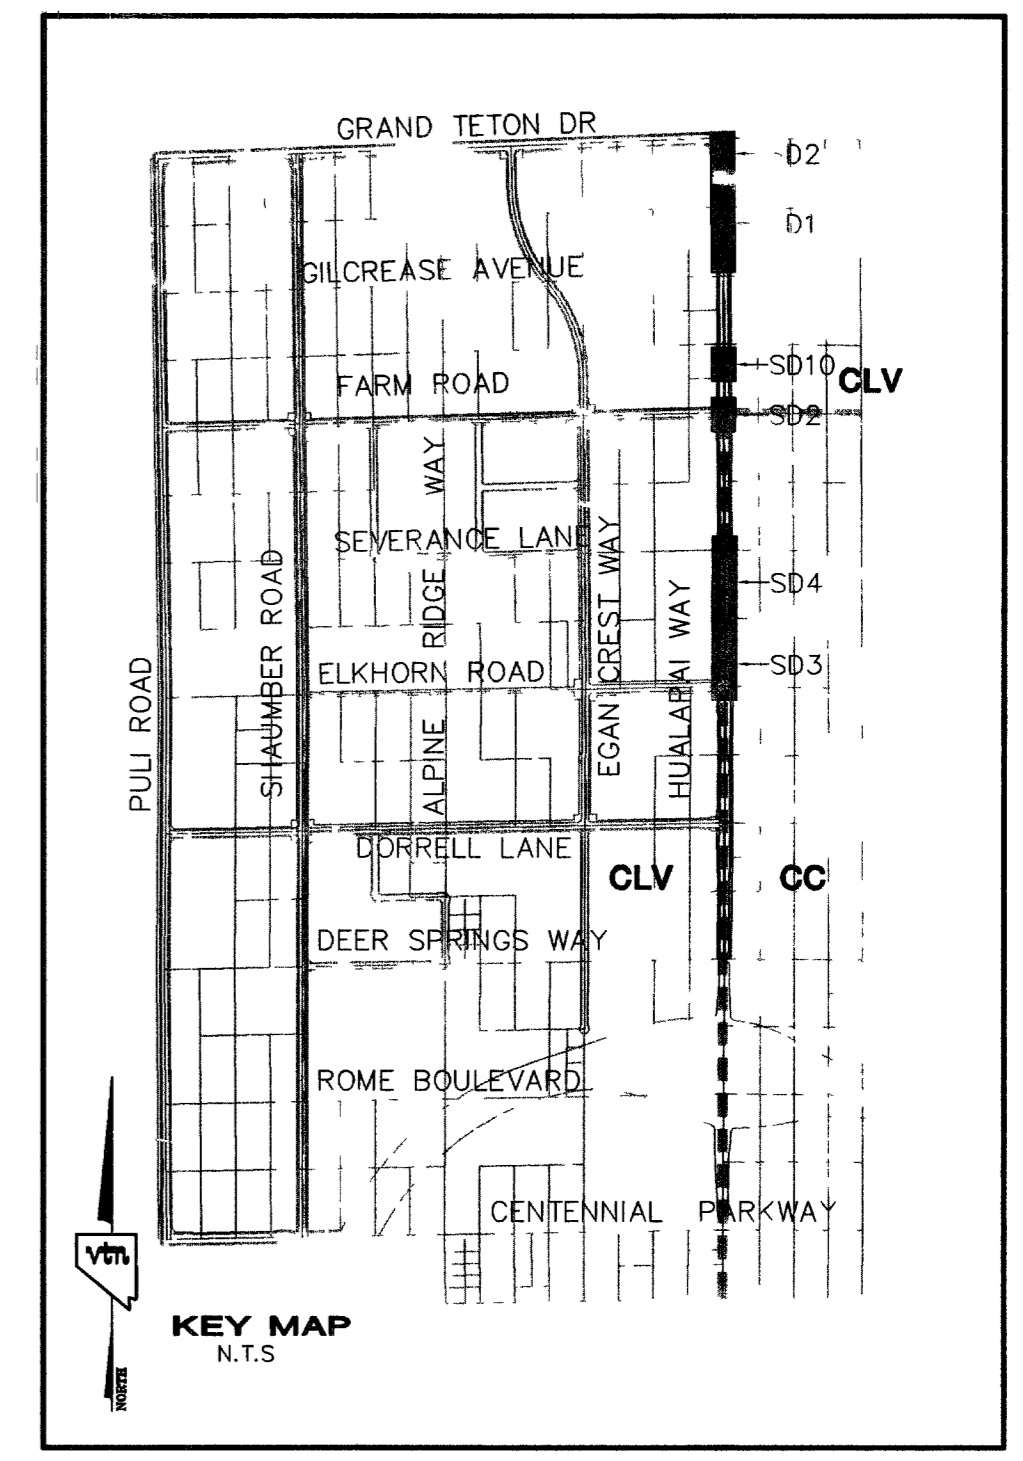 GRAND TETON DR
D2
D1
GILCREASE AVENUE
SD10
CLV
FARM ROAD
SD2
ALPINE RIDGE WAY
SEVERANCE LANE
EGAN CREST WAY
SHAUMBER ROAD
HUALAPAI WAY
SD4
PULI ROAD
ELKHORN ROAD
SD3
DORRELL LANE
CLV
CC
DEER SPRINGS WAY
ROME BOULEVARD
CENTENNIAL PARKWAY
vtn
KEY MAP
N.T.S
NORTH